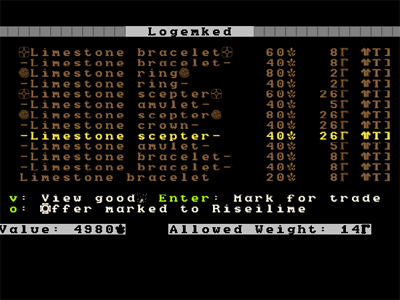 Logemked
+Limestone bracelet+ 60☼ 8Γ [T]
-Limestone bracelet- 40☼ 8Γ [T]
*Limestone ring* 80☼ 2Γ [T]
-Limestone ring- 40☼ 2Γ [T]
+Limestone scepter+ 60☼ 26Γ [T]
-Limestone amulet- 40☼ 5Γ [T]
*Limestone scepter* 80☼ 26Γ [T]
-Limestone crown- 40☼ 26Γ [T]
-Limestone scepter- 40☼ 26Γ [T]
-Limestone amulet- 40☼ 5Γ [T]
-Limestone bracelet- 40☼ 8Γ [T]
-Limestone bracelet- 40☼ 8Γ [T]
Limestone bracelet 20☼ 8Γ [T]
v: View good, Enter: Mark for trade
o: Offer marked to Riseilime
Value: 4980☼ Allowed Weight: 14Γ